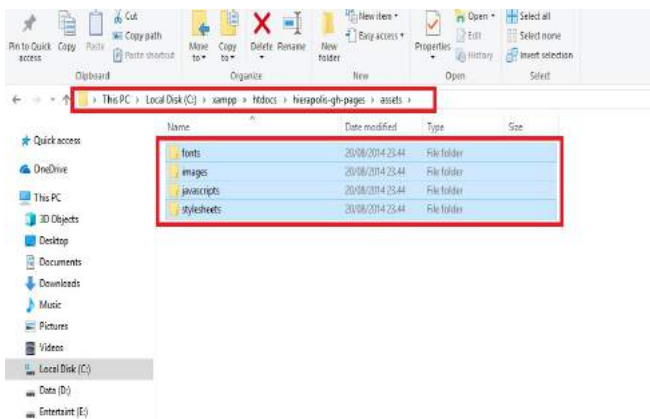 Cut
Copy path
Paste shortcut
Pin to Quick access
Copy
Paste
Move to
Copy to
Delete
Rename
New folder
New item
Easy access
Properties
Open
Edit
History
Select all
Select none
Invert selection
Clipboard
Organize
New
Open
Select
This PC > Local Disk (C:) > xampp > htdocs > hierapolis-gh-pages > assets >
Name Date modified Type Size
fonts 20/08/2014 23.44 File folder
images 20/08/2014 23.44 File folder
javascripts 20/08/2014 23.44 File folder
stylesheets 20/08/2014 23.44 File folder
Quick access
OneDrive
This PC
3D Objects
Desktop
Documents
Downloads
Music
Pictures
Videos
Local Disk (C:)
Data (D:)
Entertaint (E:)